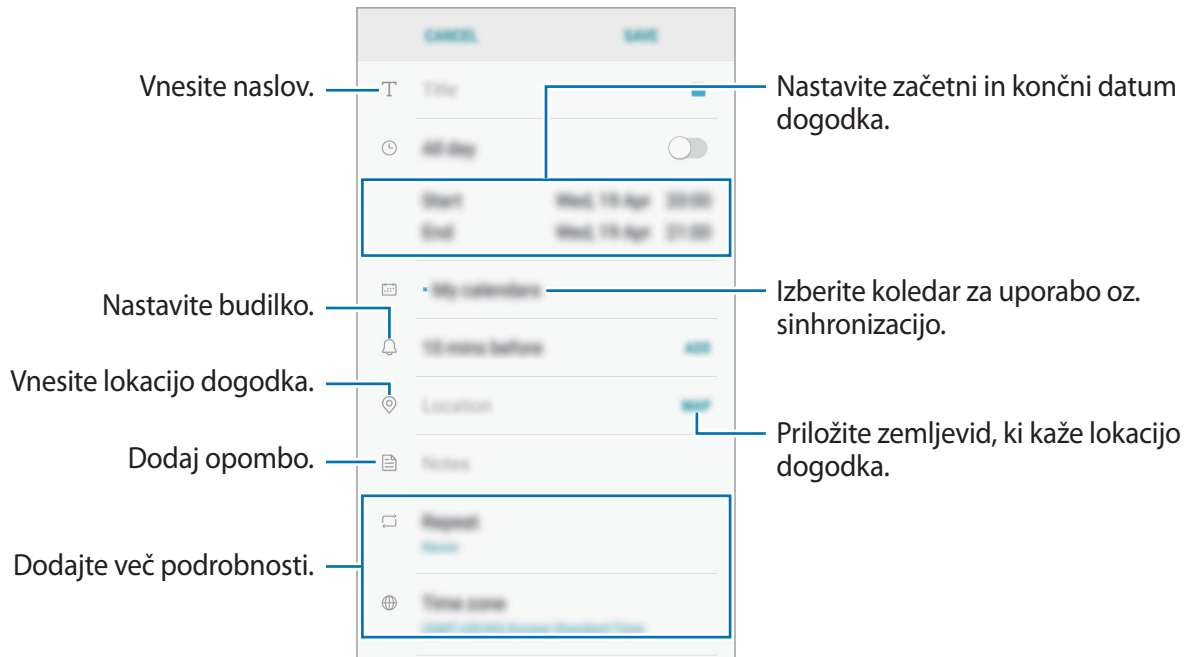 CANCEL
SAVE
Vnesite naslov.
Title
Nastavite začetni in končni datum
dogodka.
All day
Start Wed, 19 Apr 20:00
End Wed, 19 Apr 21:00
My calendars
Izberite koledar za uporabo oz.
sinhronizacijo.
Nastavite budilko.
10 mins before
ADD
Vnesite lokacijo dogodka.
Location
MAP
Priložite zemljevid, ki kaže lokacijo
dogodka.
Dodaj opombo.
Notes
Repeat
Never
Dodajte več podrobnosti.
Time zone